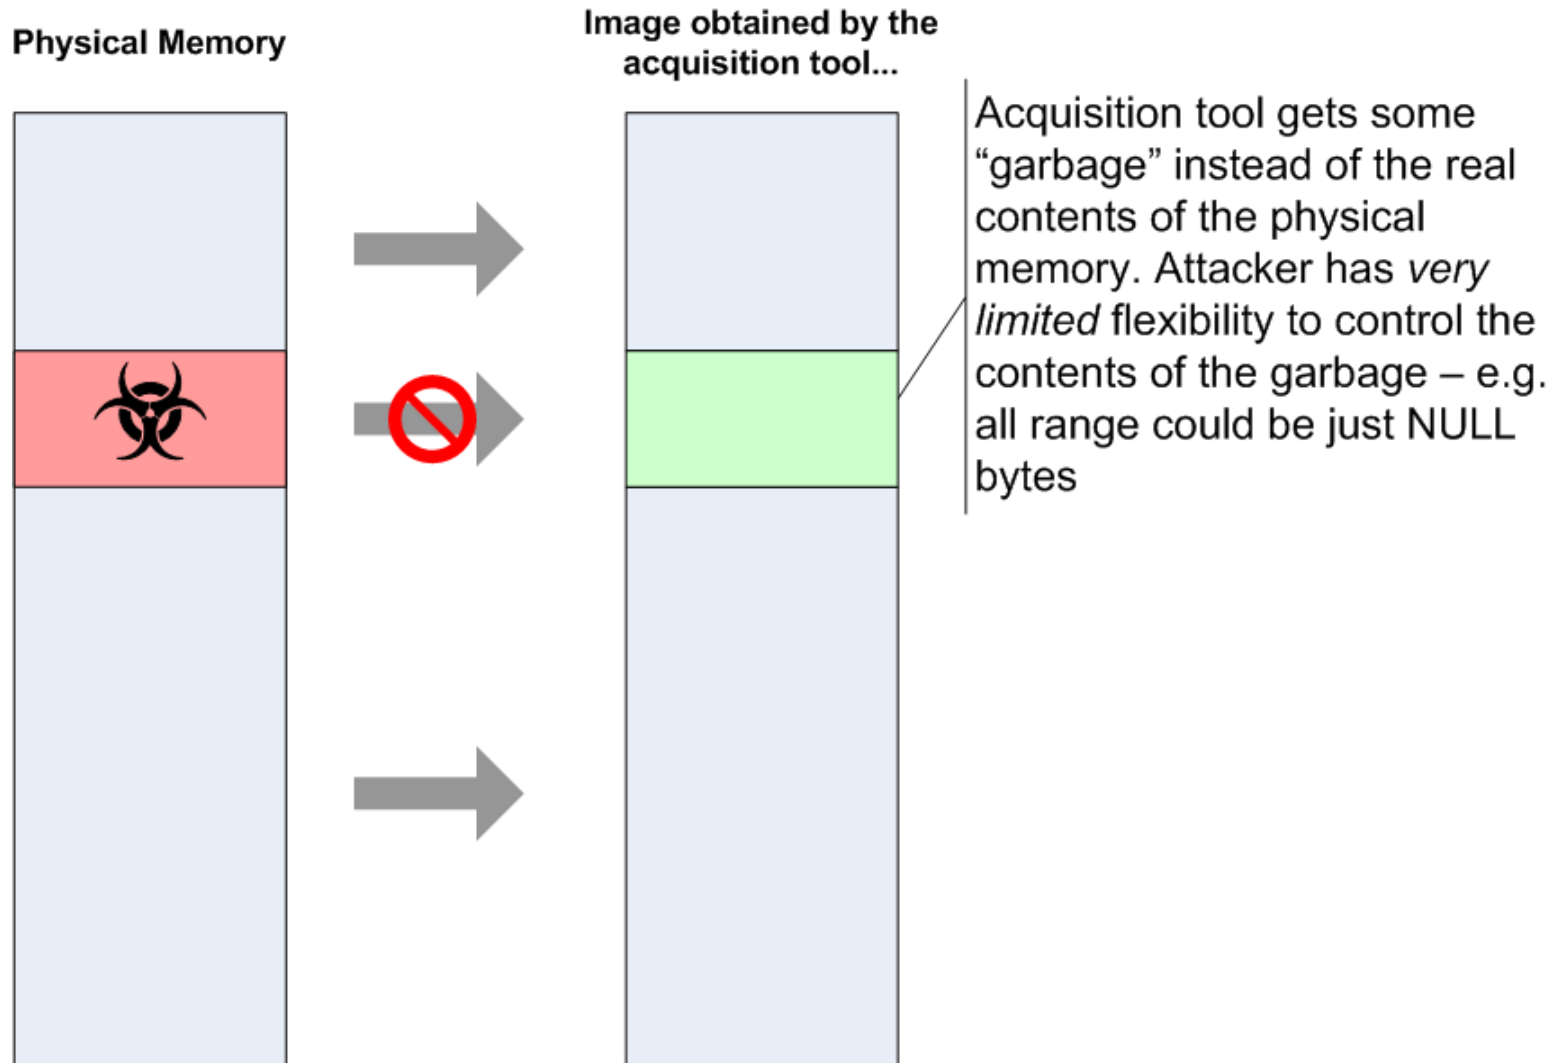 Physical Memory
Image obtained by the
acquisition tool...
Acquisition tool gets some
“garbage” instead of the real
contents of the physical
memory. Attacker has very
limited flexibility to control the
contents of the garbage – e.g.
all range could be just NULL
bytes